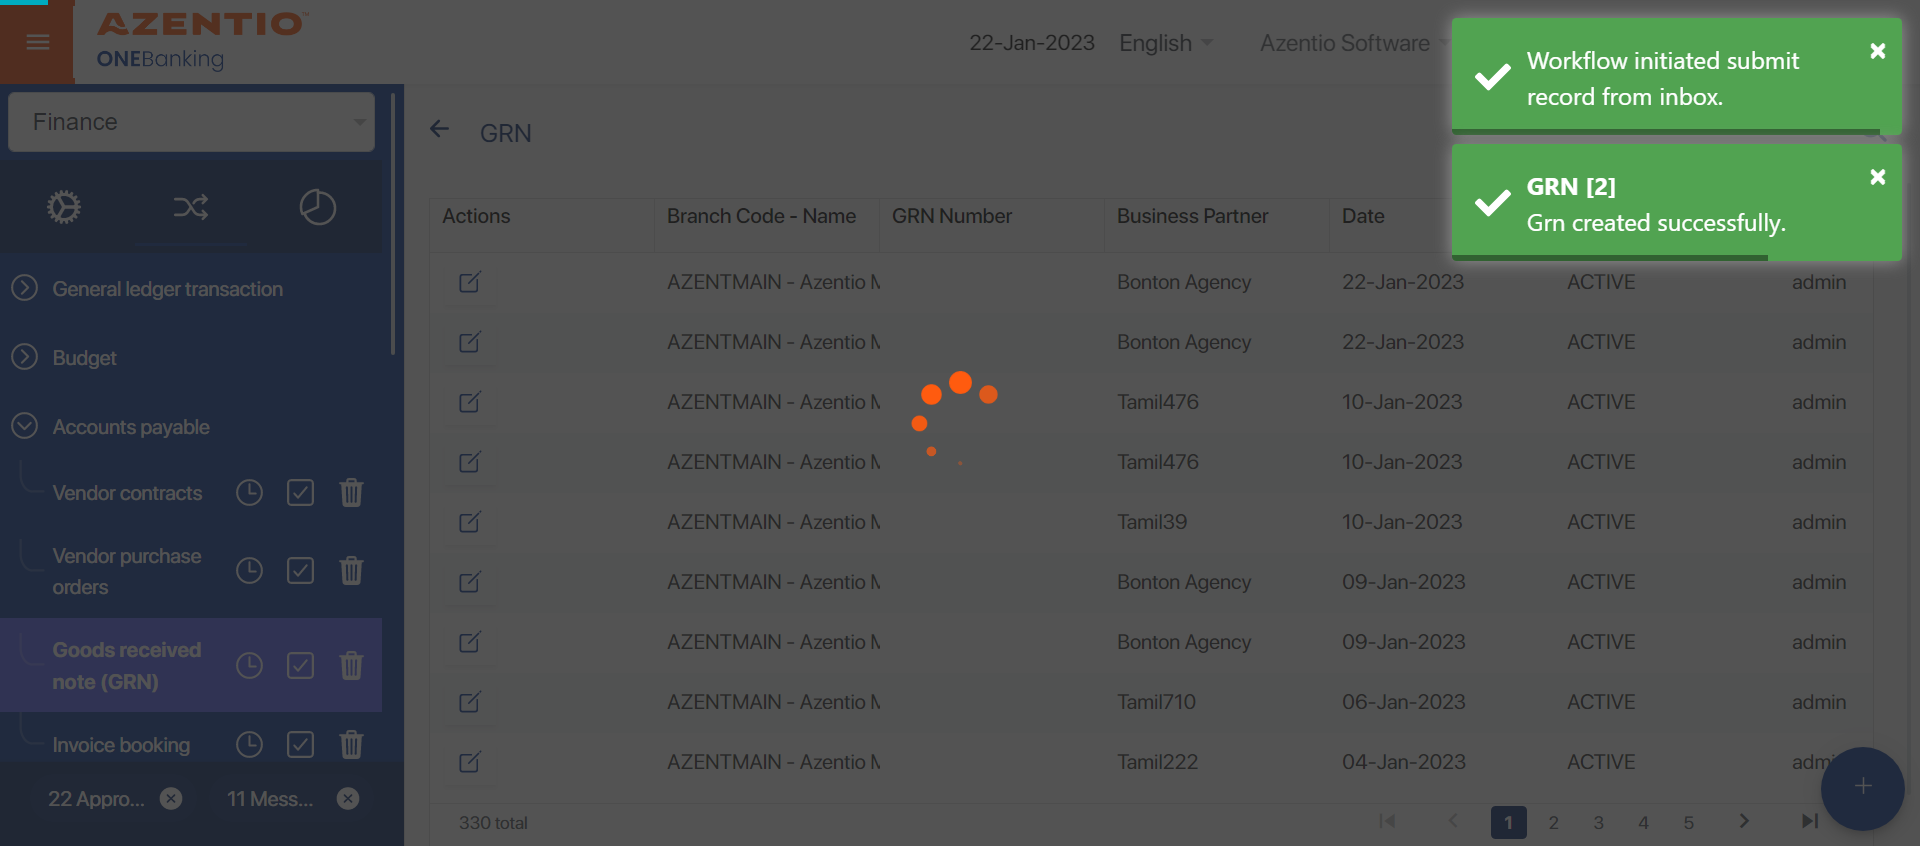 AZENTIO™
ONEBanking
22-Jan-2023
English
Azentio Software
Workflow initiated submit
record from inbox.
GRN [2]
Grn created successfully.
Finance
General ledger transaction
Budget
Accounts payable
Vendor contracts
Vendor purchase
orders
Goods received
note (GRN)
Invoice booking
22 Appro...
11 Mess...
GRN
Actions Branch Code - Name GRN Number Business Partner Date
AZENTMAIN - Azentio M Bonton Agency 22-Jan-2023 ACTIVE admin
AZENTMAIN - Azentio M Bonton Agency 22-Jan-2023 ACTIVE admin
AZENTMAIN - Azentio M Tamil476 10-Jan-2023 ACTIVE admin
AZENTMAIN - Azentio M Tamil476 10-Jan-2023 ACTIVE admin
AZENTMAIN - Azentio M Tamil39 10-Jan-2023 ACTIVE admin
AZENTMAIN - Azentio M Bonton Agency 09-Jan-2023 ACTIVE admin
AZENTMAIN - Azentio M Bonton Agency 09-Jan-2023 ACTIVE admin
AZENTMAIN - Azentio M Tamil710 06-Jan-2023 ACTIVE admin
AZENTMAIN - Azentio M Tamil222 04-Jan-2023 ACTIVE admi
330 total
1 2 3 4 5